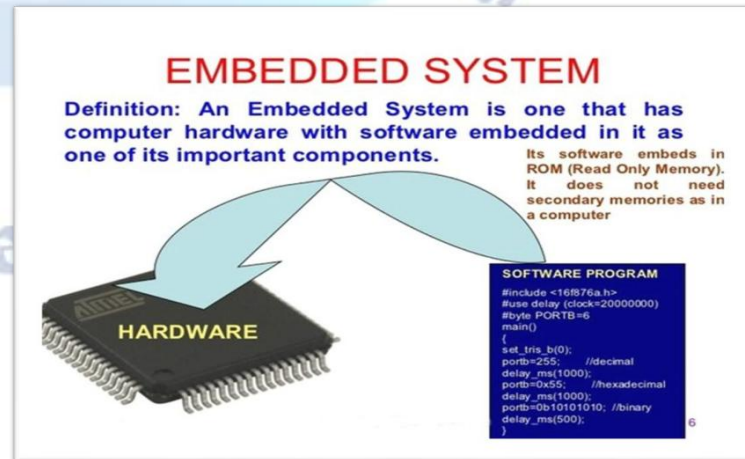 EMBEDDED SYSTEM
Definition: An Embedded System is one that has
computer hardware with software embedded in it as
one of its important components.
Its software embeds in
ROM (Read Only Memory).
It does not need
secondary memories as in
a computer
ATMEL
HARDWARE
SOFTWARE PROGRAM
#include <16f876a.h>
#use delay (clock=20000000)
#byte PORTB=6
main()
{
set_tris_b(0);
portb=255; //decimal
delay_ms(1000);
portb=0x55; //hexadecimal
delay_ms(1000);
portb=0b10101010; //binary
delay_ms(500);
}
6